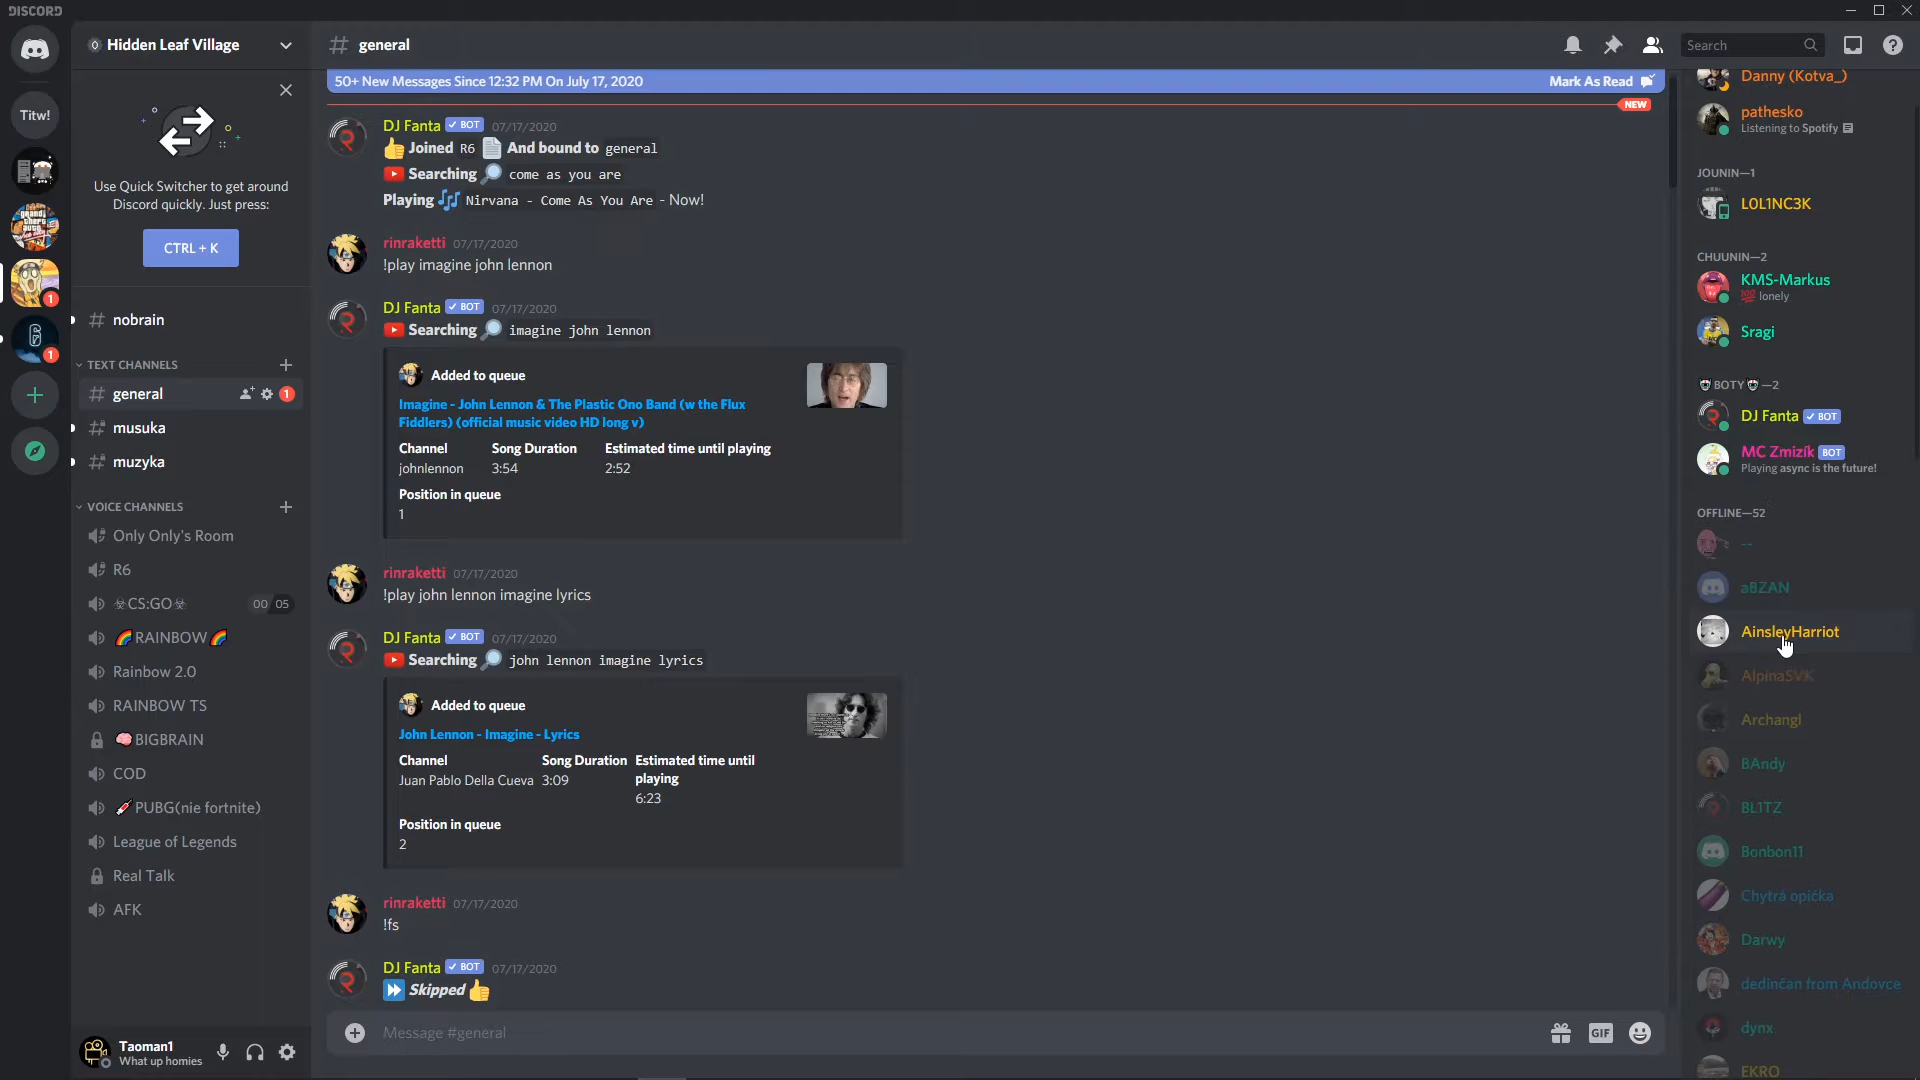 DISCORD
Hidden Leaf Village
general
Search
Titw!
Use Quick Switcher to get around
Discord quickly. Just press:
CTRL + K
nobrain
TEXT CHANNELS
general
1
musuka
muzyka
VOICE CHANNELS
Only Only's Room
R6
☣CS:GO☣ 00 05
🌈RAINBOW🌈
Rainbow 2.0
RAINBOW TS
🧠BIGBRAIN
COD
💉PUBG(nie fortnite)
League of Legends
Real Talk
AFK
1
1
Taoman1
What up homies
50+ New Messages Since 12:32 PM On July 17, 2020
Mark As Read
NEW
DJ Fanta ✓ BOT 07/17/2020
👍 Joined R6 📄 And bound to general
Searching 🔎 come as you are
Playing 🎶 Nirvana - Come As You Are - Now!
rinraketti 07/17/2020
!play imagine john lennon
DJ Fanta ✓ BOT 07/17/2020
Searching 🔎 imagine john lennon
Added to queue
Imagine - John Lennon & The Plastic Ono Band (w the Flux
Fiddlers) (official music video HD long v)
Channel Song Duration Estimated time until playing
johnlennon 3:54 2:52
Position in queue
1
rinraketti 07/17/2020
!play john lennon imagine lyrics
DJ Fanta ✓ BOT 07/17/2020
Searching 🔎 john lennon imagine lyrics
Added to queue
John Lennon - Imagine - Lyrics
Channel Song Duration Estimated time until
playing
Juan Pablo Della Cueva 3:09
6:23
Position in queue
2
rinraketti 07/17/2020
!fs
DJ Fanta ✓ BOT 07/17/2020
⏩ Skipped 👍
Message #general
GIF
Danny (Kotva_)
pathesko
Listening to Spotify
JOUNIN—1
L0L1NC3K
CHUUNIN—2
KMS-Markus
💯 lonely
Sragi
BOTY—2
DJ Fanta ✓ BOT
MC Zmizík BOT
Playing async is the future!
OFFLINE—52
--
aBZAN
AinsleyHarriot
AlpinaSVK
Archangl
BAndy
BL1TZ
Bonbon11
Chytrá opička
Darwy
dedinčan from Andovce
dynx
EKRO